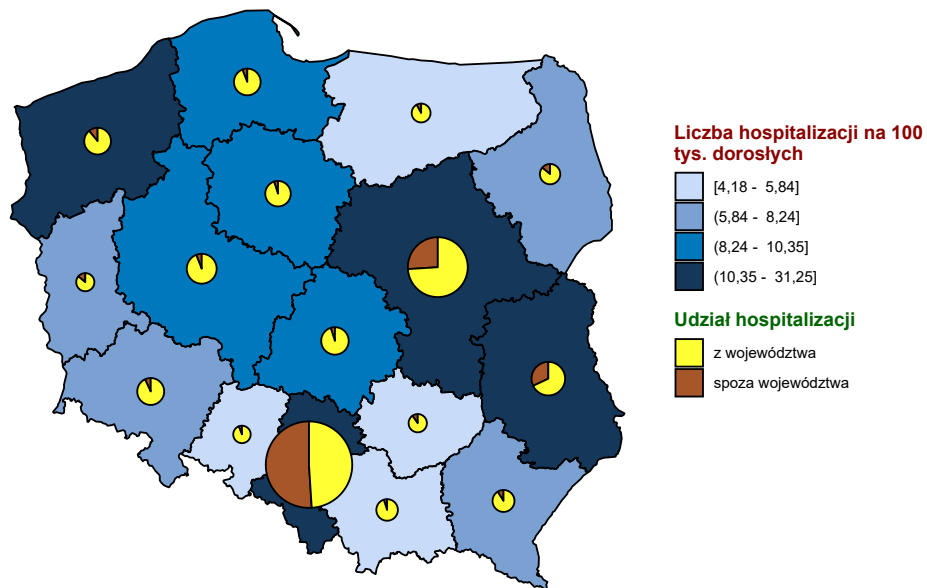 Liczba hospitalizacji na 100
tys. dorosłych
[4,18 - 5,84]
(5,84 - 8,24]
(8,24 - 10,35]
(10,35 - 31,25]
Udział hospitalizacji
z województwa
spoza województwa